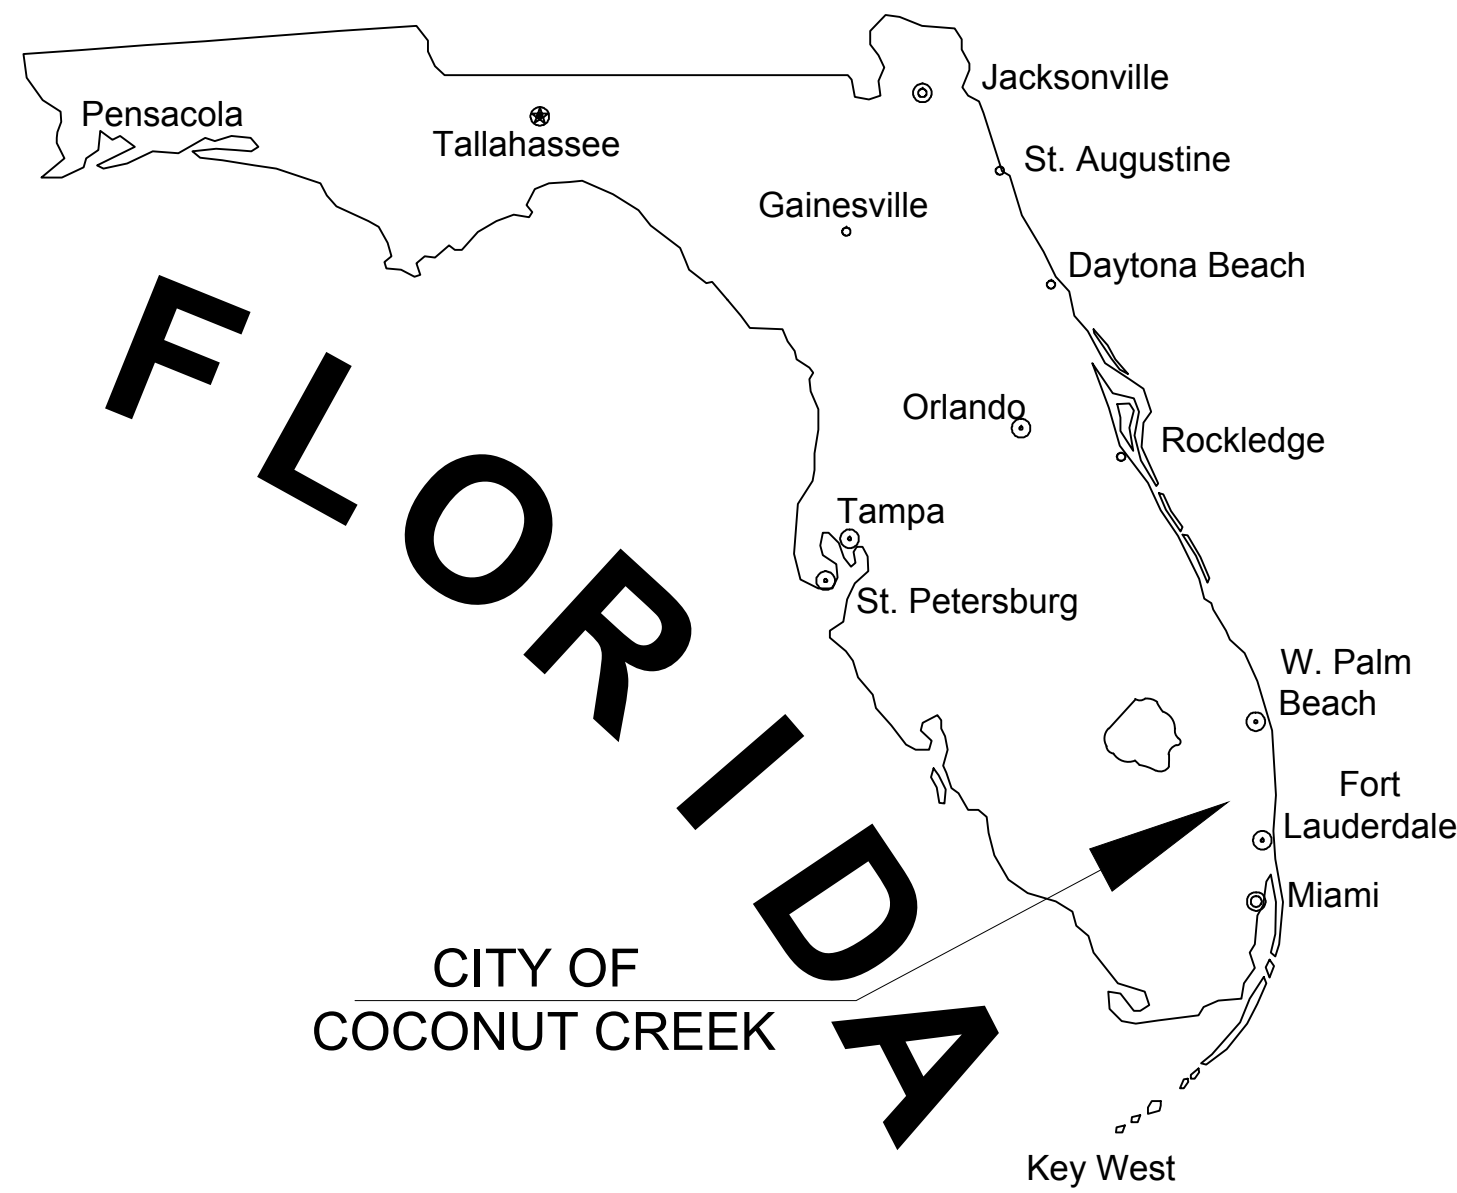 Jacksonville
Pensacola
Tallahassee
St. Augustine
Gainesville
Daytona Beach
Orlando
Rockledge
Tampa
St. Petersburg
W. Palm
Beach
Fort
Lauderdale
Miami
FLORIDA
CITY OF
COCONUT CREEK
Key West